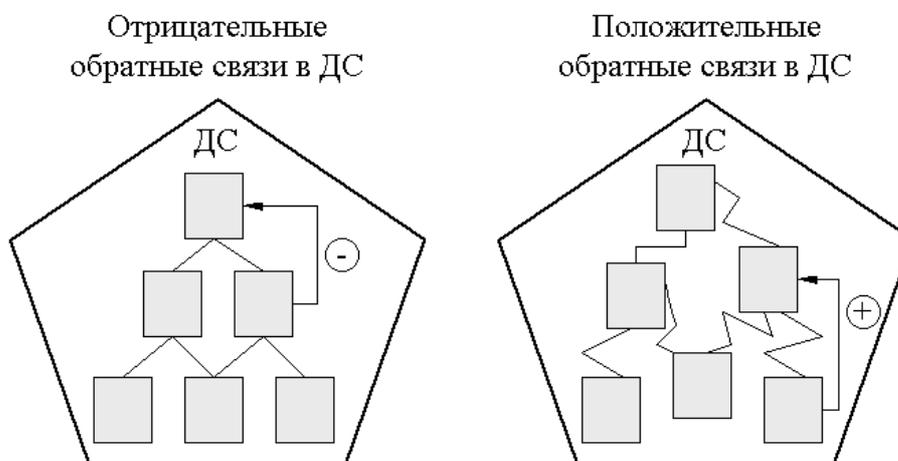 Отрицательные
обратные связи в ДС
Положительные
обратные связи в ДС
ДС
-
ДС
+